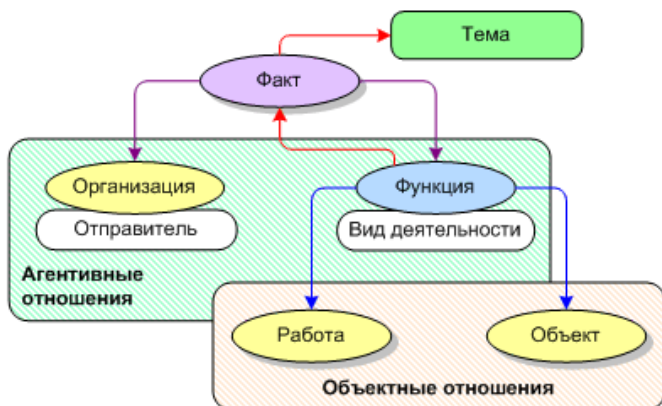 Тема
Факт
Организация
Функция
Отправитель
Вид деятельности
Агентивные
отношения
Работа
Объект
Объектные отношения